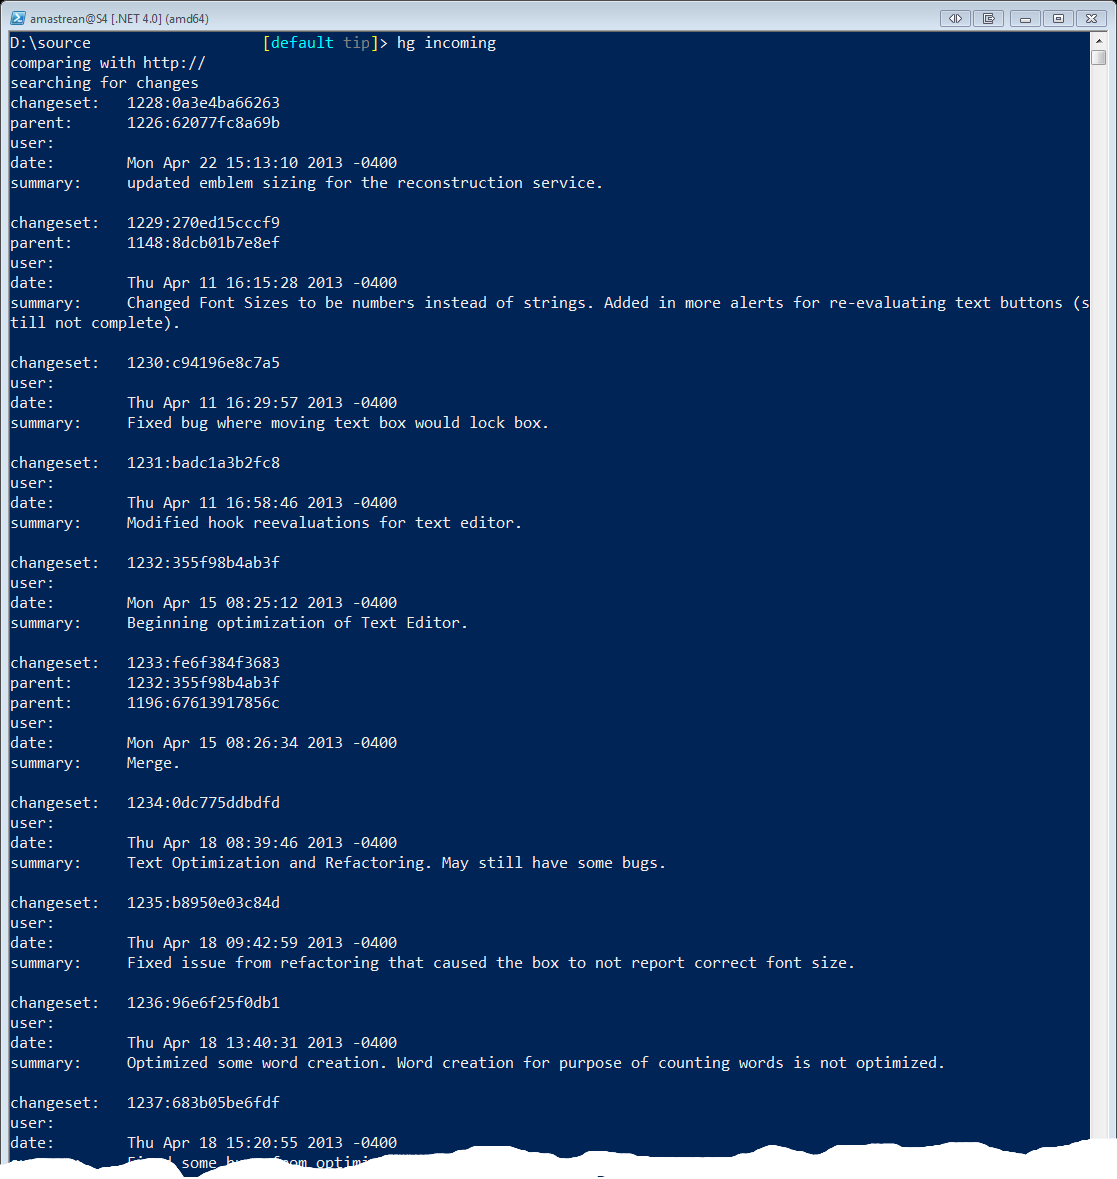 amastrean@S4 [.NET 4.0] (amd64)
D:\source [default tip]> hg incoming
comparing with http://
searching for changes
changeset: 1228:0a3e4ba66263
parent: 1226:62077fc8a69b
user:
date: Mon Apr 22 15:13:10 2013 -0400
summary: updated emblem sizing for the reconstruction service.
changeset: 1229:270ed15cccf9
parent: 1148:8dcb01b7e8ef
user:
date: Thu Apr 11 16:15:28 2013 -0400
summary: Changed Font Sizes to be numbers instead of strings. Added in more alerts for re-evaluating text buttons (s
till not complete).
changeset: 1230:c94196e8c7a5
user:
date: Thu Apr 11 16:29:57 2013 -0400
summary: Fixed bug where moving text box would lock box.
changeset: 1231:badc1a3b2fc8
user:
date: Thu Apr 11 16:58:46 2013 -0400
summary: Modified hook reevaluations for text editor.
changeset: 1232:355f98b4ab3f
user:
date: Mon Apr 15 08:25:12 2013 -0400
summary: Beginning optimization of Text Editor.
changeset: 1233:fe6f384f3683
parent: 1232:355f98b4ab3f
parent: 1196:67613917856c
user:
date: Mon Apr 15 08:26:34 2013 -0400
summary: Merge.
changeset: 1234:0dc775ddbdfd
user:
date: Thu Apr 18 08:39:46 2013 -0400
summary: Text Optimization and Refactoring. May still have some bugs.
changeset: 1235:b8950e03c84d
user:
date: Thu Apr 18 09:42:59 2013 -0400
summary: Fixed issue from refactoring that caused the box to not report correct font size.
changeset: 1236:96e6f25f0db1
user:
date: Thu Apr 18 13:40:31 2013 -0400
summary: Optimized some word creation. Word creation for purpose of counting words is not optimized.
changeset: 1237:683b05be6fdf
user:
date: Thu Apr 18 15:20:55 2013 -0400
some